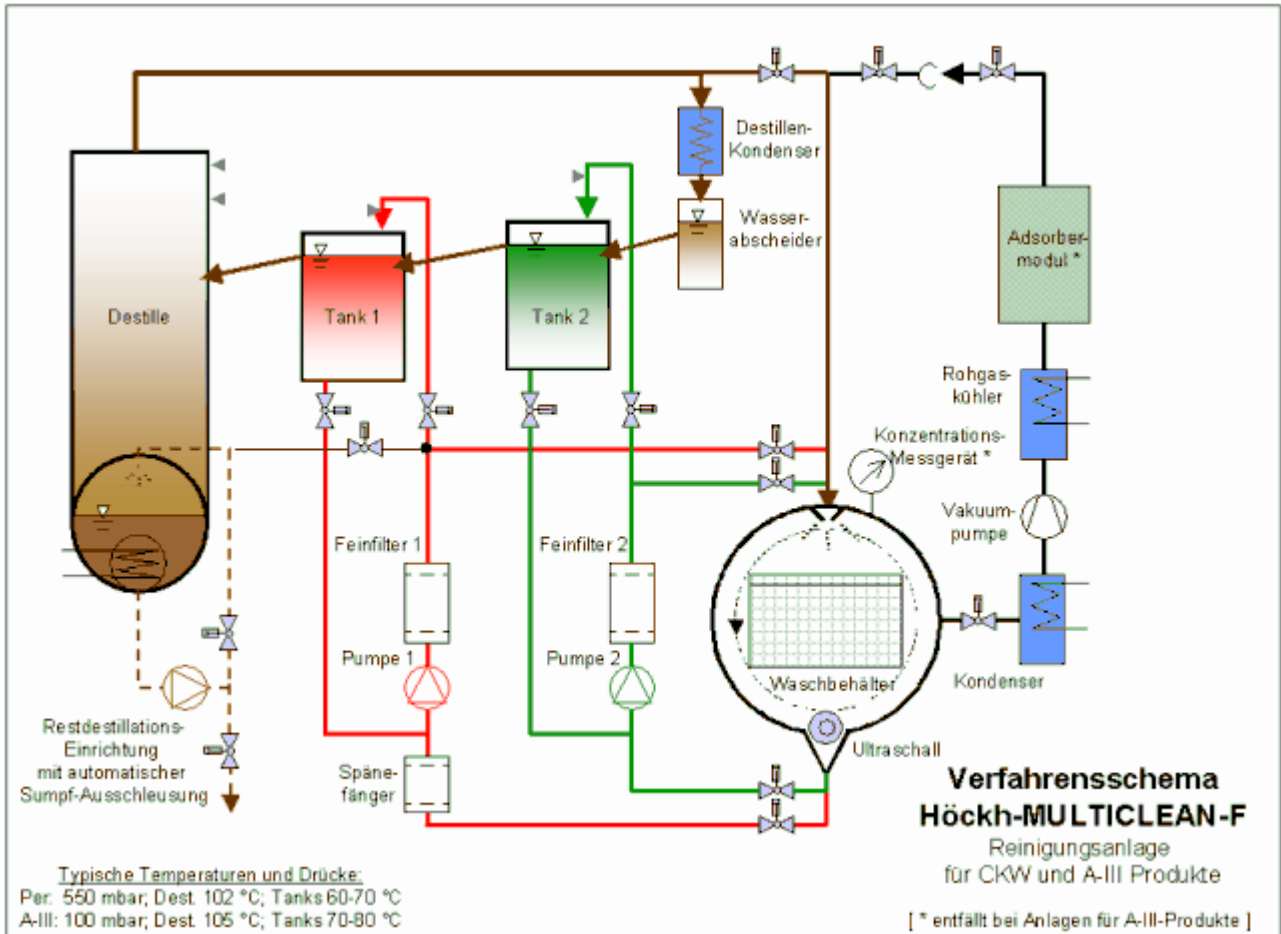 Destillen-
Kondenser
Wasser-
abscheider
Adsorber-
modul *
Destille
Tank 1
Tank 2
Rohgas-
kühler
Konzentrations-
Messgerät *
Vakuum-
pumpe
Feinfilter 1
Feinfilter 2
Pumpe 1
Pumpe 2
Waschbehälter
Kondenser
Restdestillations-
Einrichtung
mit automatischer
Sumpf-Ausschleusung
Späne-
fänger
Ultraschall
Verfahrensschema
Höckh-MULTICLEAN-F
Reinigungsanlage
für CKW und A-III Produkte
Typische Temperaturen und Drücke:
Per: 550 mbar; Dest. 102 °C; Tanks 60-70 °C
A-III: 100 mbar; Dest. 105 °C; Tanks 70-80 °C
[ * entfällt bei Anlagen für A-III-Produkte ]